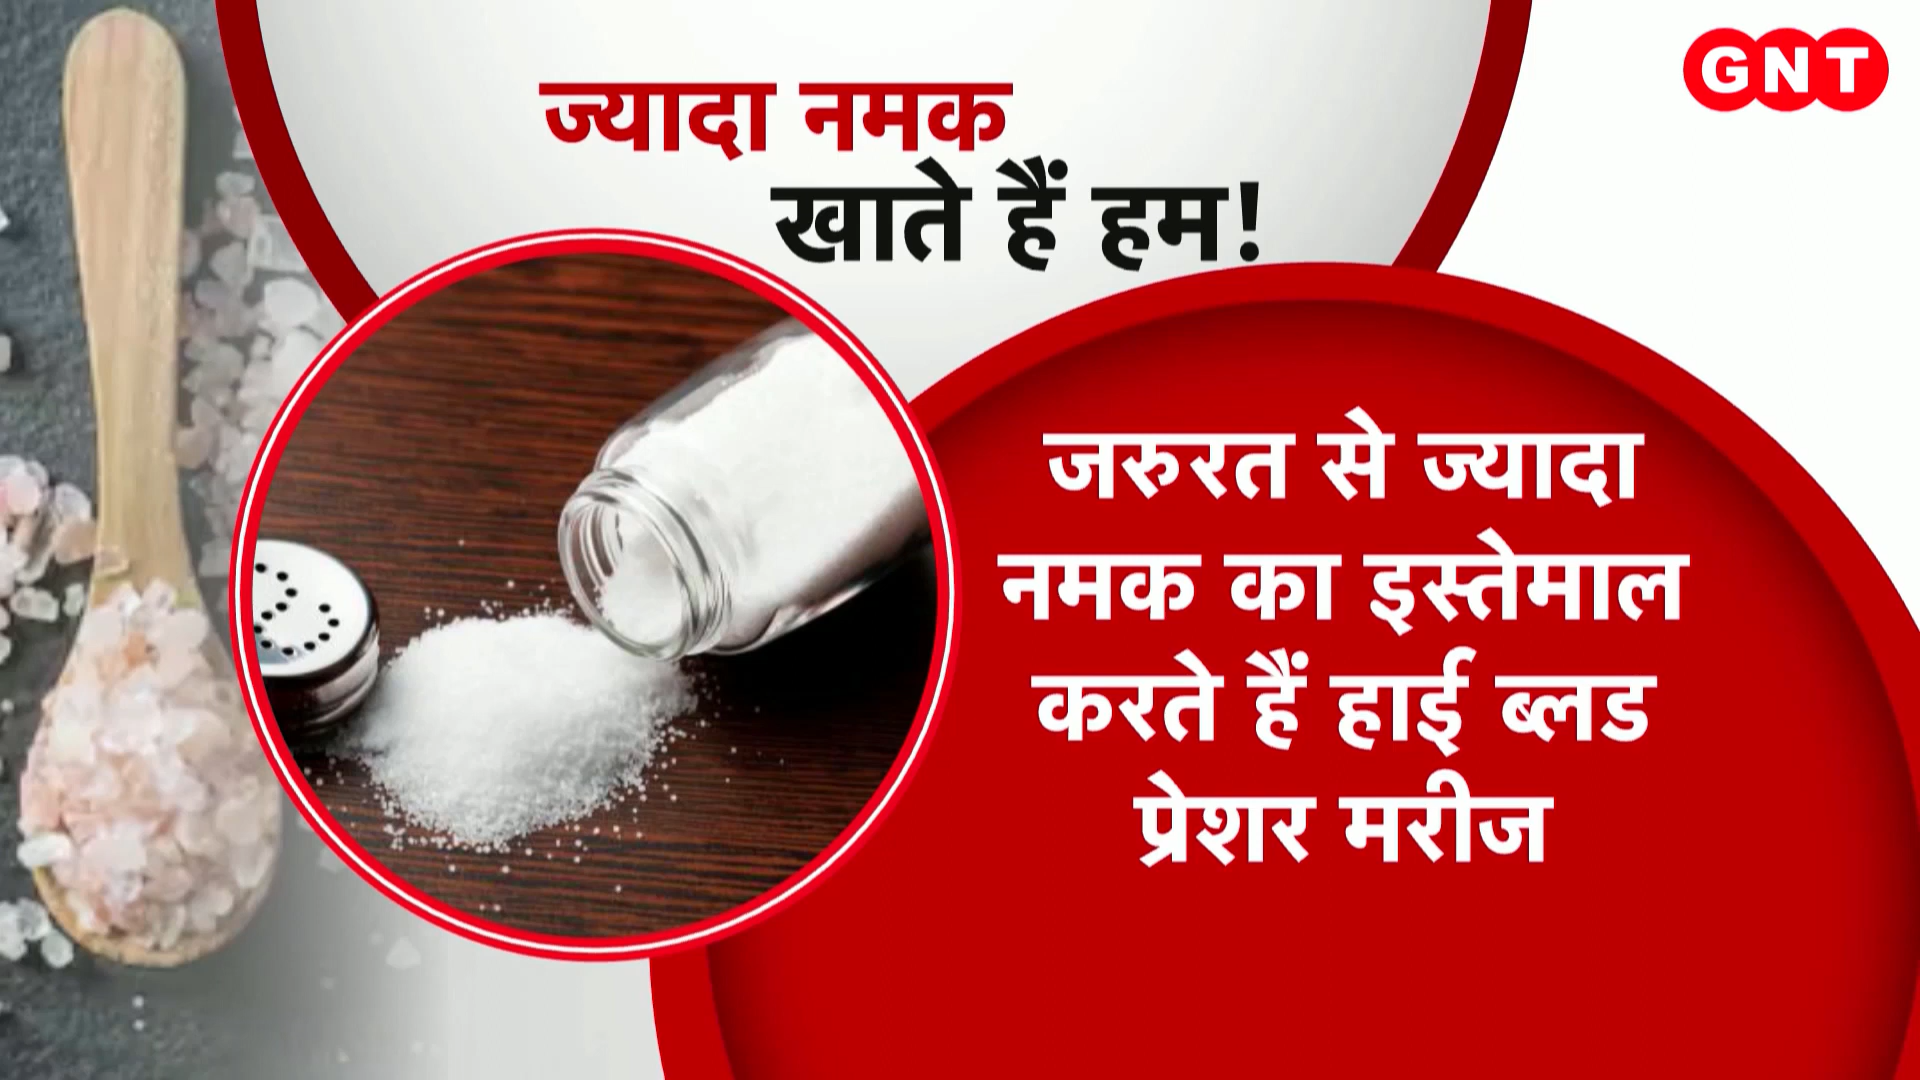 GNT
ज्यादा नमक
खाते हैं हम!
जरुरत से ज्यादा
नमक का इस्तेमाल
करते हैं हाई ब्लड
प्रेशर मरीज